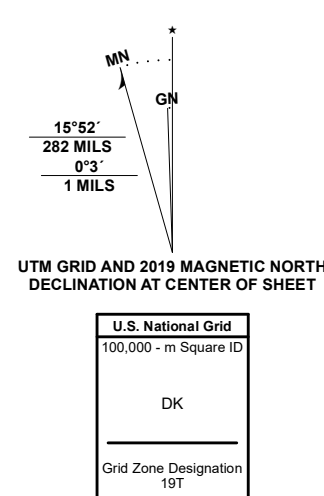 ★
MN
GN
15°52´
282 MILS
0°3´
1 MILS
UTM GRID AND 2019 MAGNETIC NORTH
DECLINATION AT CENTER OF SHEET
U.S. National Grid
100,000 - m Square ID
DK
Grid Zone Designation
19T